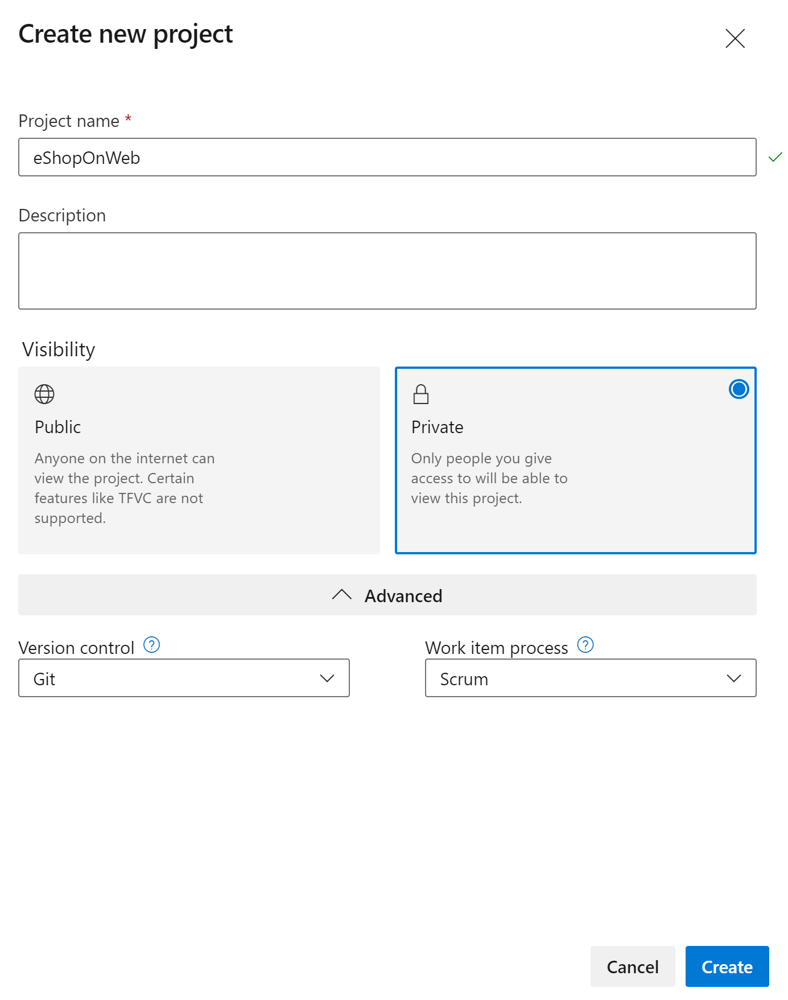 Create new project
Project name *
eShopOnWeb
Description
Visibility
Public
Anyone on the internet can
view the project. Certain
features like TFVC are not
supported.
Private
Only people you give
access to will be able to
view this project.
Advanced
Version control ?
Git
Work item process ?
Scrum
Cancel
Create